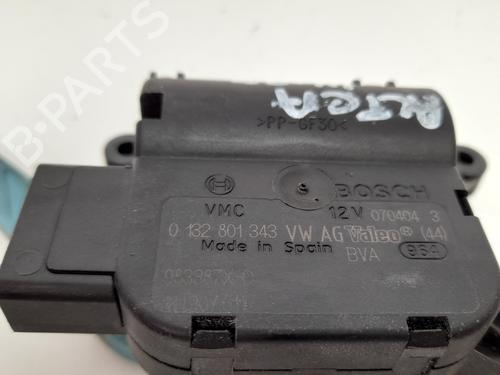 B-PARTS
ALTEA
>PP-GF30<
BOSCH
VMC 12V 070404 3
0 132 801 343 VW AG Valeo® (44)
Made in Spain BVA 964